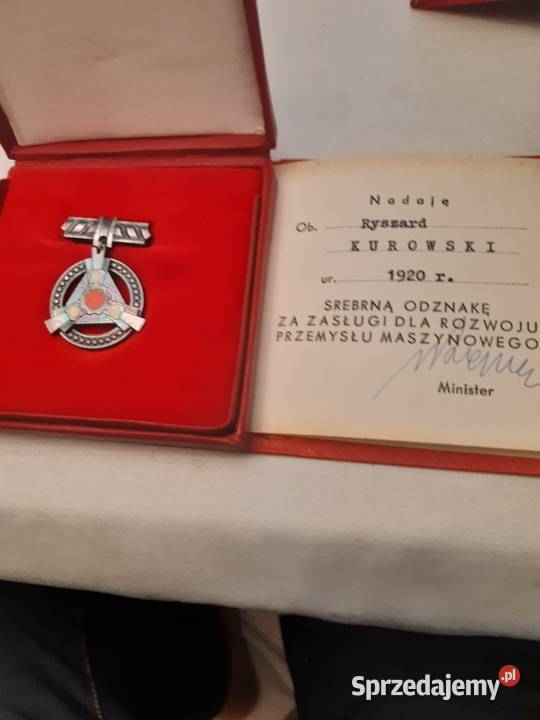 Nadaję
Ob. Ryszard
KUROWSKI
ur. 1920 r.
SREBRNĄ ODZNAKĘ
ZA ZASŁUGI DLA ROZWOJU
PRZEMYSŁU MASZYNOWEGO
Minister
Sprzedajemy.pl